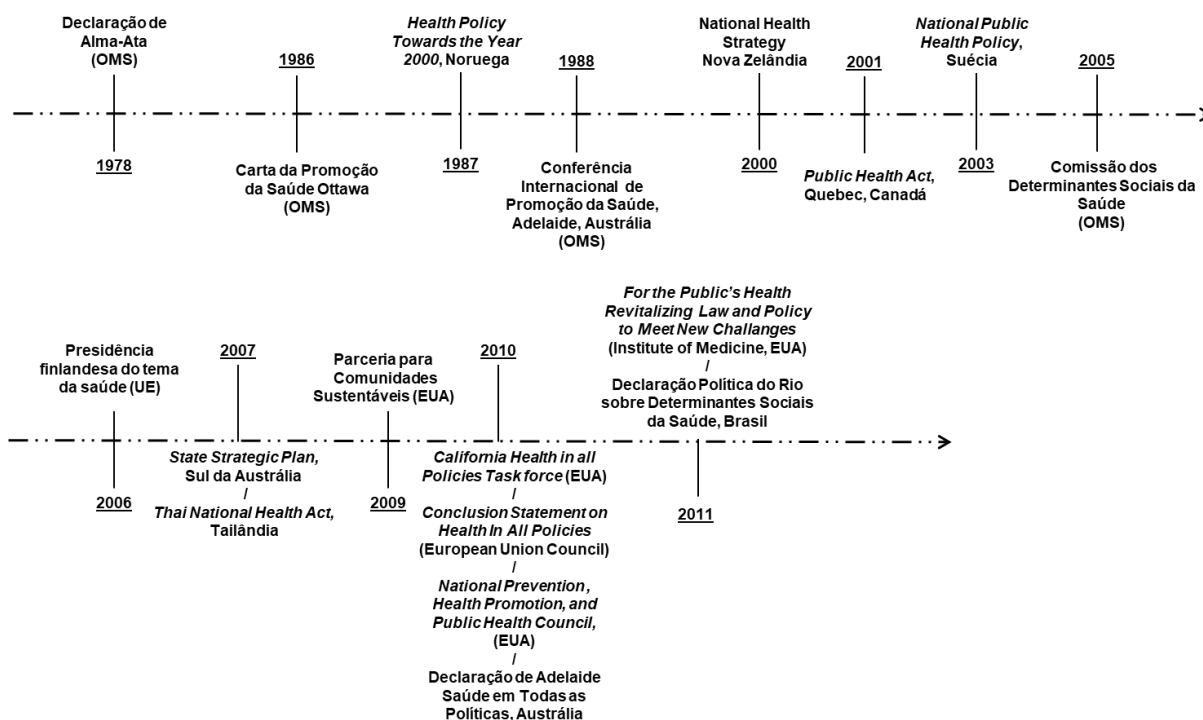 Declaração de
Alma-Ata
(OMS)
1978
1986
Carta da Promoção
da Saúde Ottawa
(OMS)
Health Policy
Towards the Year
2000, Noruega
1987
1988
Conferência
Internacional de
Promoção da Saúde,
Adelaide, Austrália
(OMS)
National Health
Strategy
Nova Zelândia
2000
2001
Public Health Act,
Quebec, Canadá
National Public
Health Policy,
Suécia
2003
2005
Comissão dos
Determinantes Sociais da
Saúde
(OMS)
Presidência
finlandesa do tema
da saúde (UE)
2006
2007
State Strategic Plan,
Sul da Austrália
/
Thai National Health Act,
Tailândia
Parceria para
Comunidades
Sustentáveis (EUA)
2009
2010
California Health in all
Policies Task force (EUA)
/
Conclusion Statement on
Health In All Policies
(European Union Council)
/
National Prevention,
Health Promotion, and
Public Health Council,
(EUA)
/
Declaração de Adelaide
Saúde em Todas as
Políticas, Austrália
For the Public's Health
Revitalizing Law and Policy
to Meet New Challanges
(Institute of Medicine, EUA)
/
Declaração Política do Rio
sobre Determinantes Sociais
da Saúde, Brasil
2011